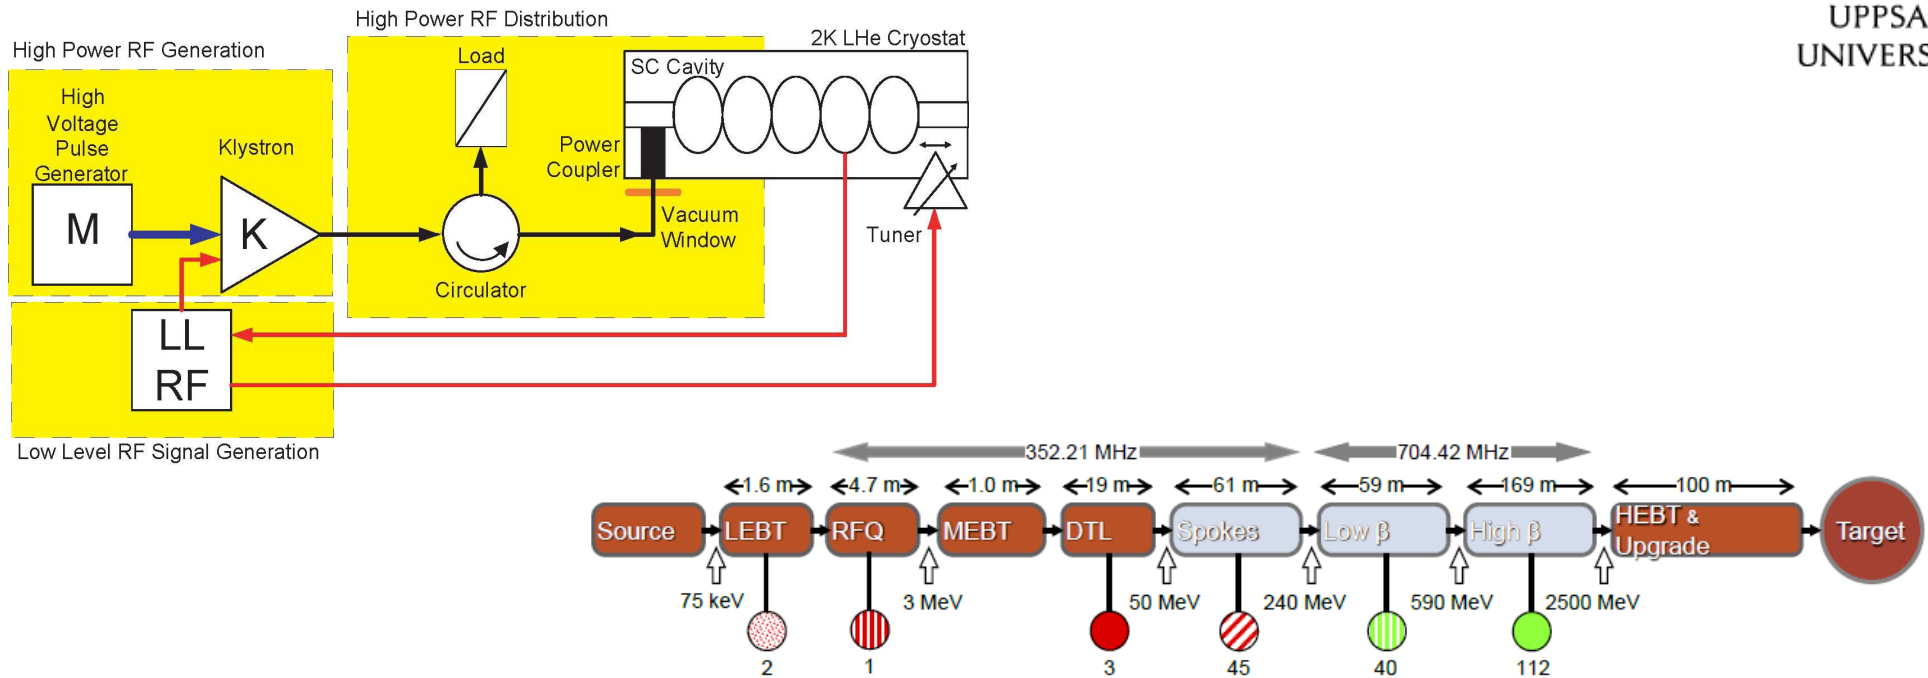 High Power RF Distribution
UPPSA
UNIVERS
High Power RF Generation
2K LHe Cryostat
Load
SC Cavity
High
Voltage
Pulse
Generator
Klystron
Power
Coupler
M
K
Vacuum
Window
Tuner
Circulator
LL
RF
Low Level RF Signal Generation
352.21 MHz
704.42 MHz
1.6 m
4.7 m
1.0 m
19 m
61 m
59 m
169 m
100 m
Source
LEBT
RFQ
MEBT
DTL
Spokes
Low β
High β
HEBT &
Upgrade
Target
75 keV
3 MeV
50 MeV
240 MeV
590 MeV
2500 MeV
2
1
3
45
40
112